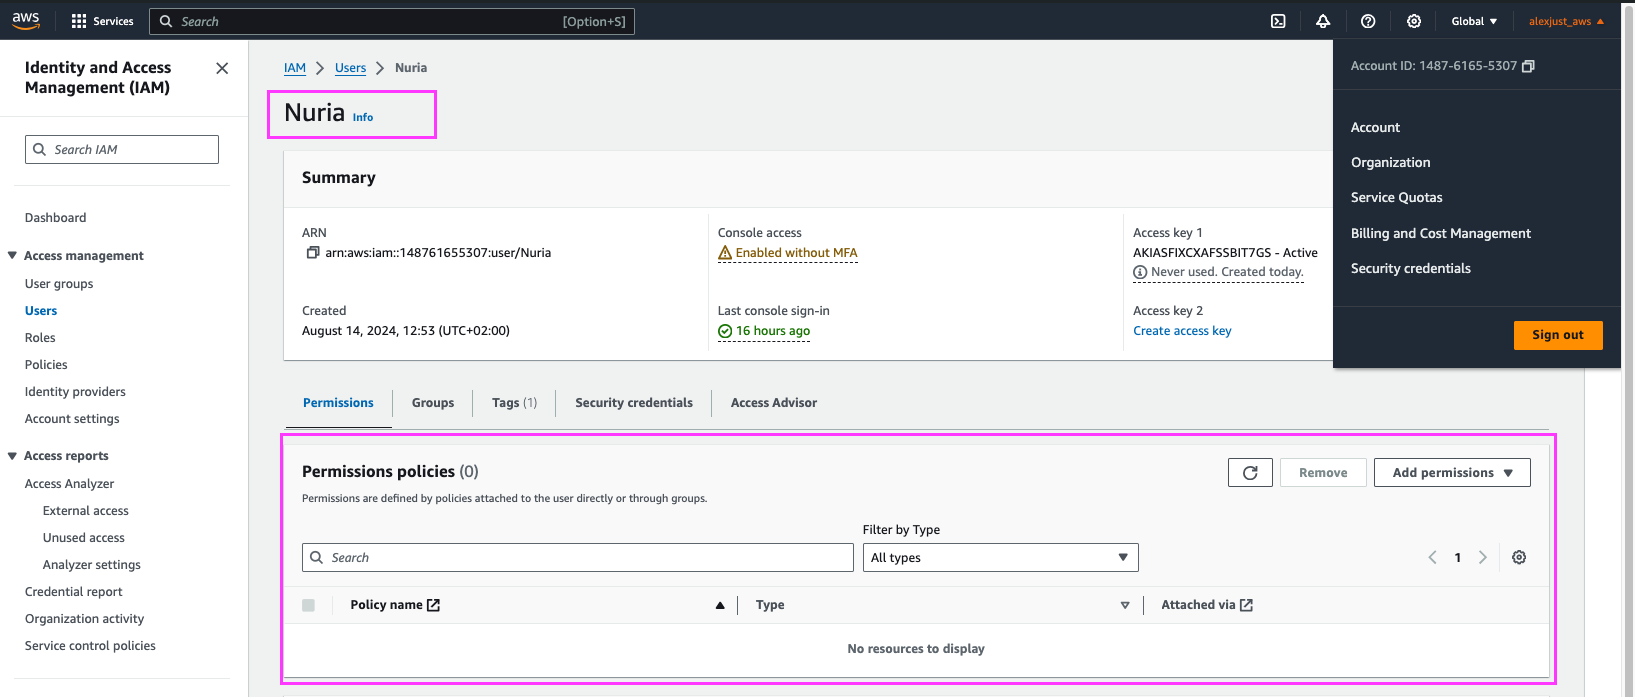 aws
Services
Search
[Option+S]
Global
alexjust_aws
Identity and Access
Management (IAM)
Search IAM
Dashboard
Access management
User groups
Users
Roles
Policies
Identity providers
Account settings
Access reports
Access Analyzer
External access
Unused access
Analyzer settings
Credential report
Organization activity
Service control policies
IAM
Users
Nuria
Nuria Info
Summary
ARN
arn:aws:iam::148761655307:user/Nuria
Created
August 14, 2024, 12:53 (UTC+02:00)
Console access
Enabled without MFA
Last console sign-in
16 hours ago
Access key 1
AKIASFIXCXAFSSBIT7GS - Active
Never used. Created today.
Access key 2
Create access key
Account ID: 1487-6165-5307
Account
Organization
Service Quotas
Billing and Cost Management
Security credentials
Sign out
Permissions
Groups
Tags (1)
Security credentials
Access Advisor
Permissions policies (0)
Permissions are defined by policies attached to the user directly or through groups.
Remove
Add permissions
Filter by Type
Search
All types
1
Policy name
Type
Attached via
No resources to display